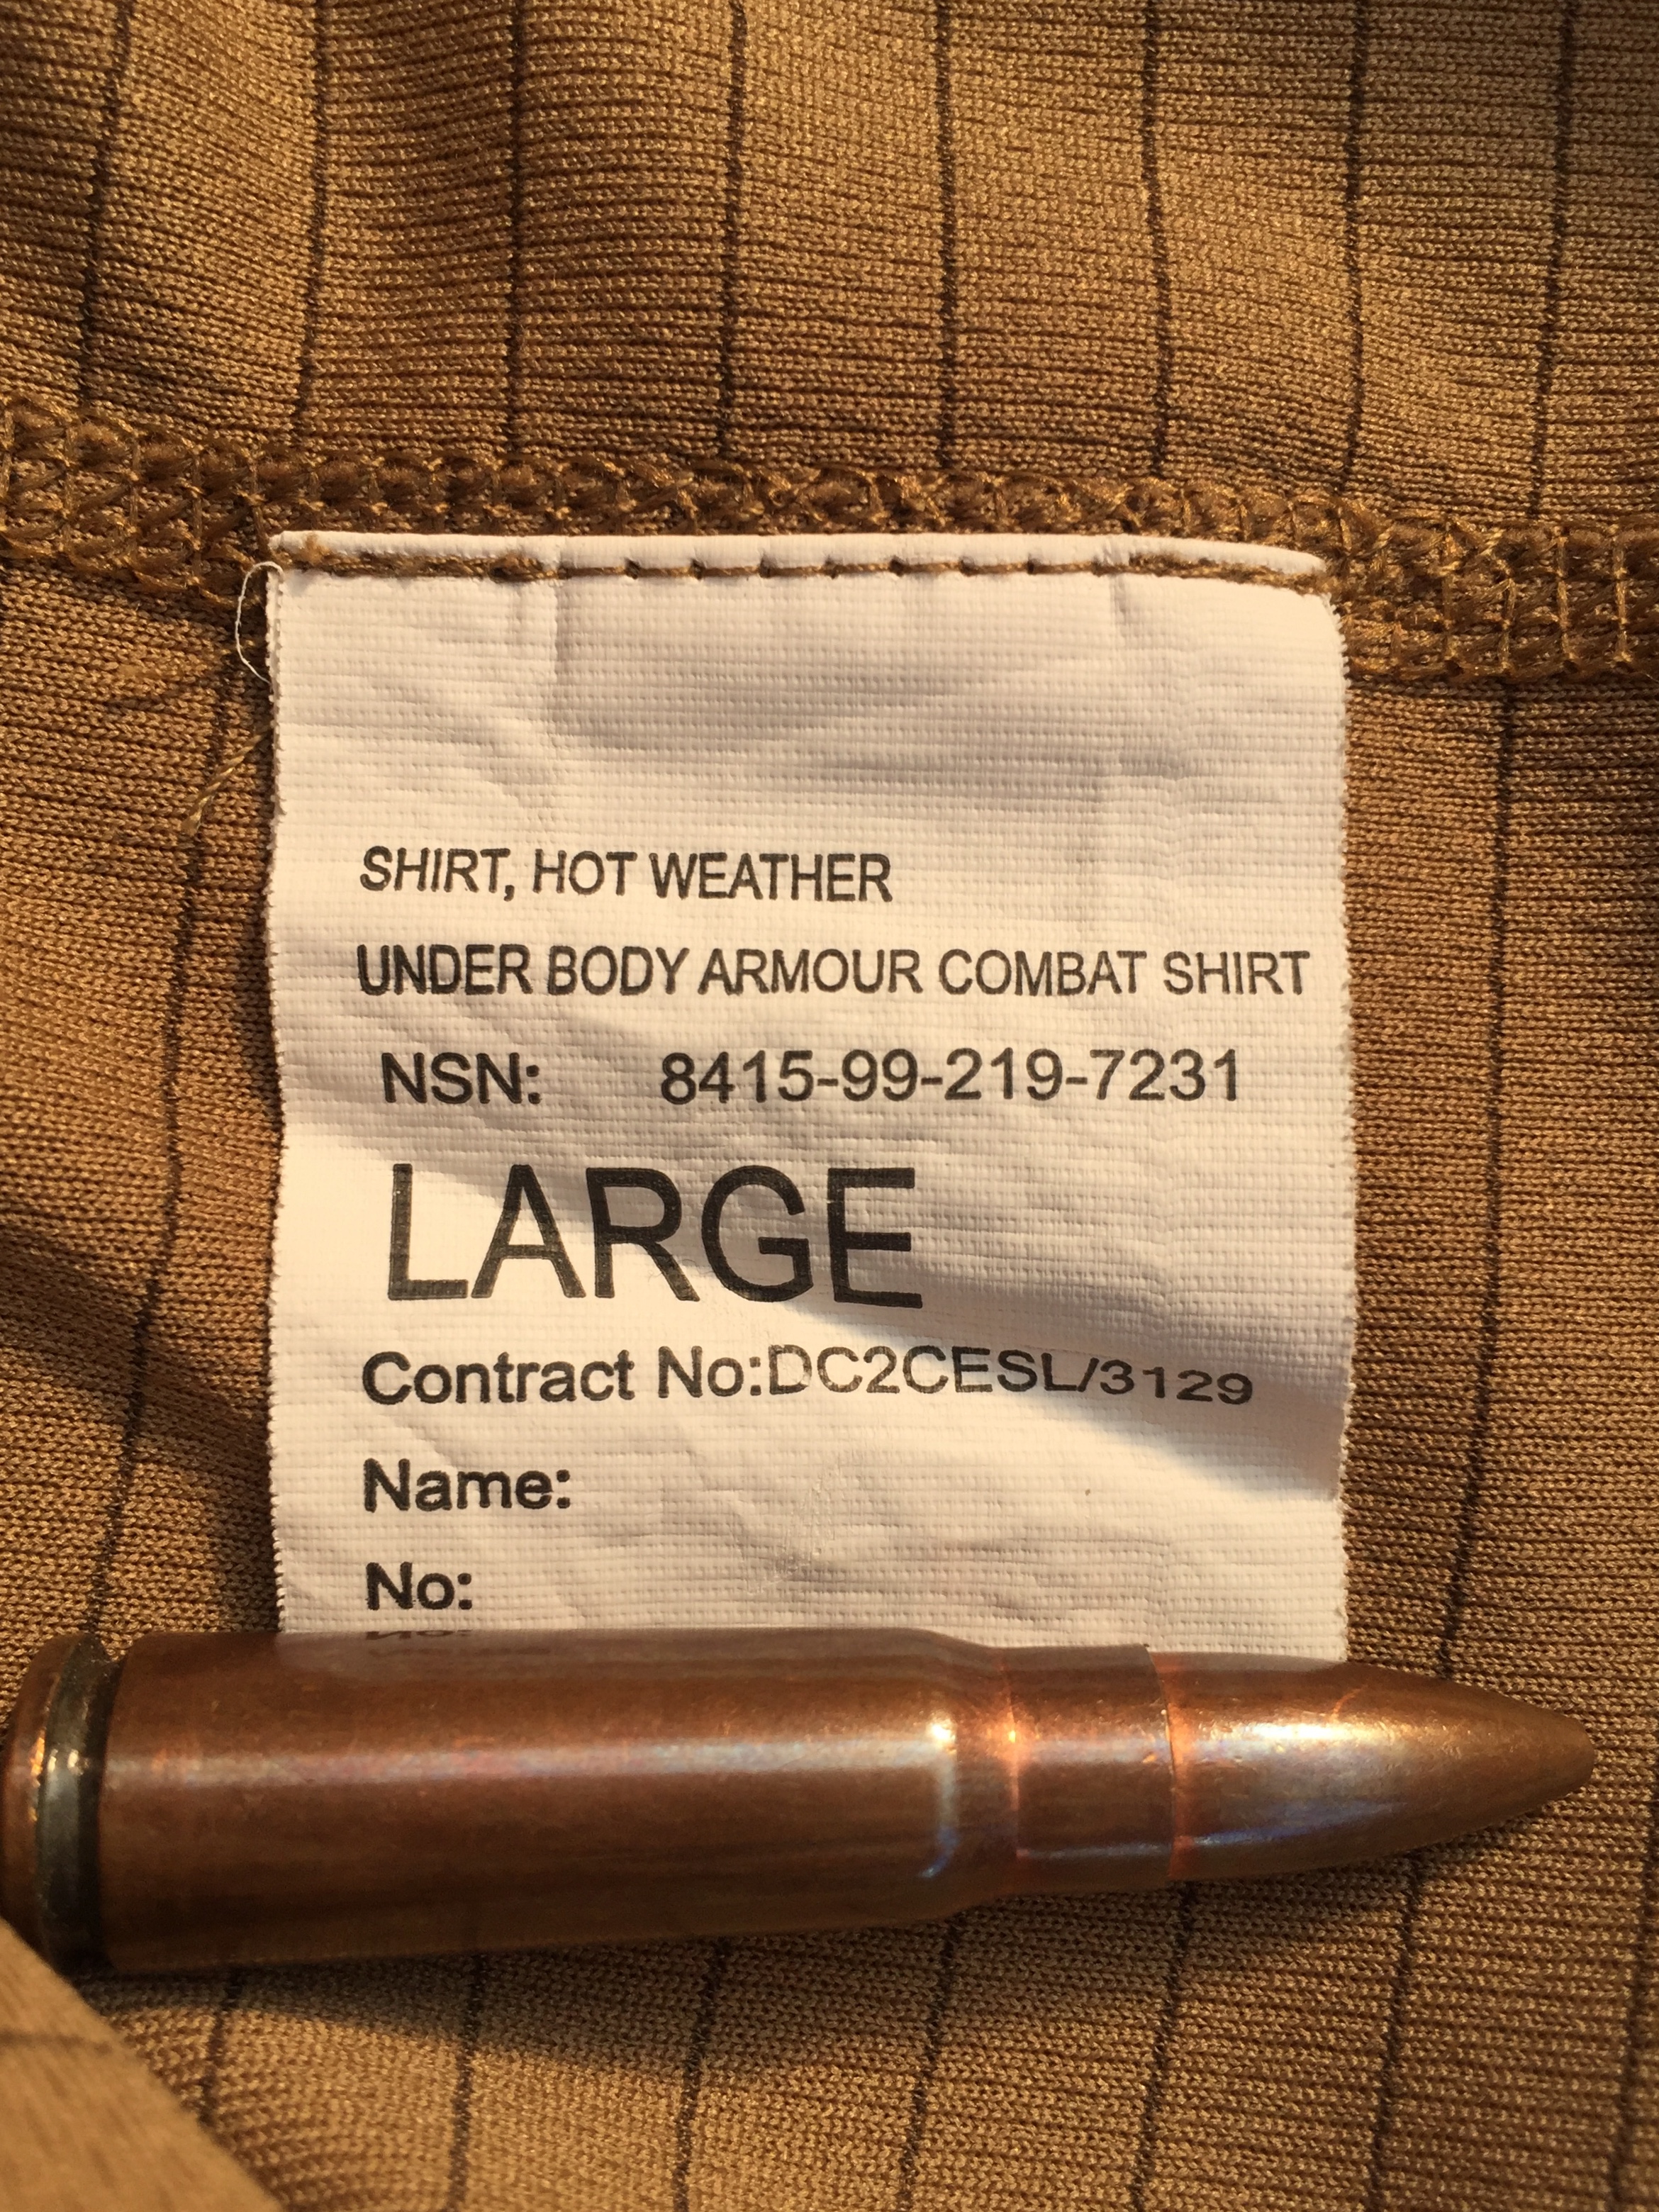 SHIRT, HOT WEATHER
UNDER BODY ARMOUR COMBAT SHIRT
NSN: 8415-99-219-7231
LARGE
Contract No:DC2CESL/3129
Name:
No: